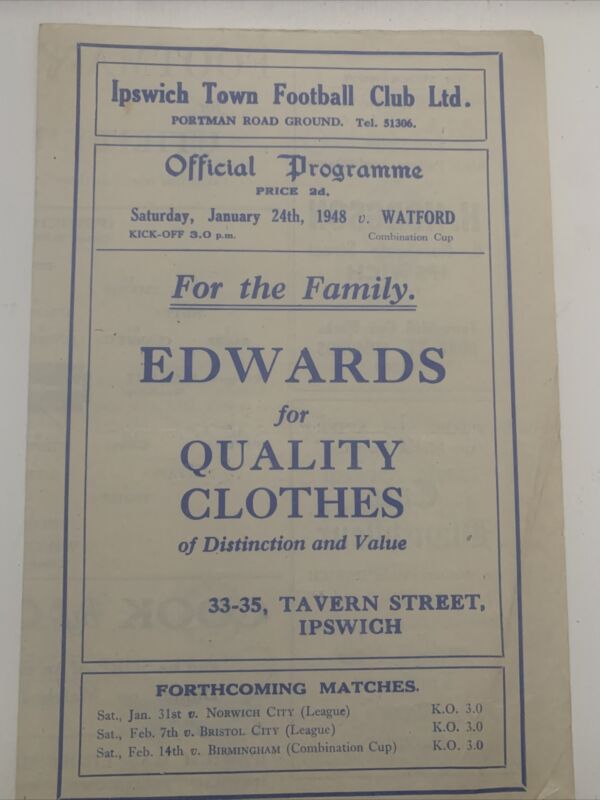 Ipswich Town Football Club Ltd.
PORTMAN ROAD GROUND. Tel. 51306.
Official Programme
PRICE 2d.
Saturday, January 24th, 1948 v. WATFORD
KICK-OFF 3.0 p.m. Combination Cup
For the Family.
EDWARDS
for
QUALITY
CLOTHES
of Distinction and Value
33-35, TAVERN STREET,
IPSWICH
FORTHCOMING MATCHES.
Sat., Jan. 31st v. NORWICH CITY (League) K.O. 3.0
Sat., Feb. 7th v. BRISTOL CITY (League) K.O. 3.0
Sat., Feb. 14th v. BIRMINGHAM (Combination Cup) K.O. 3.0